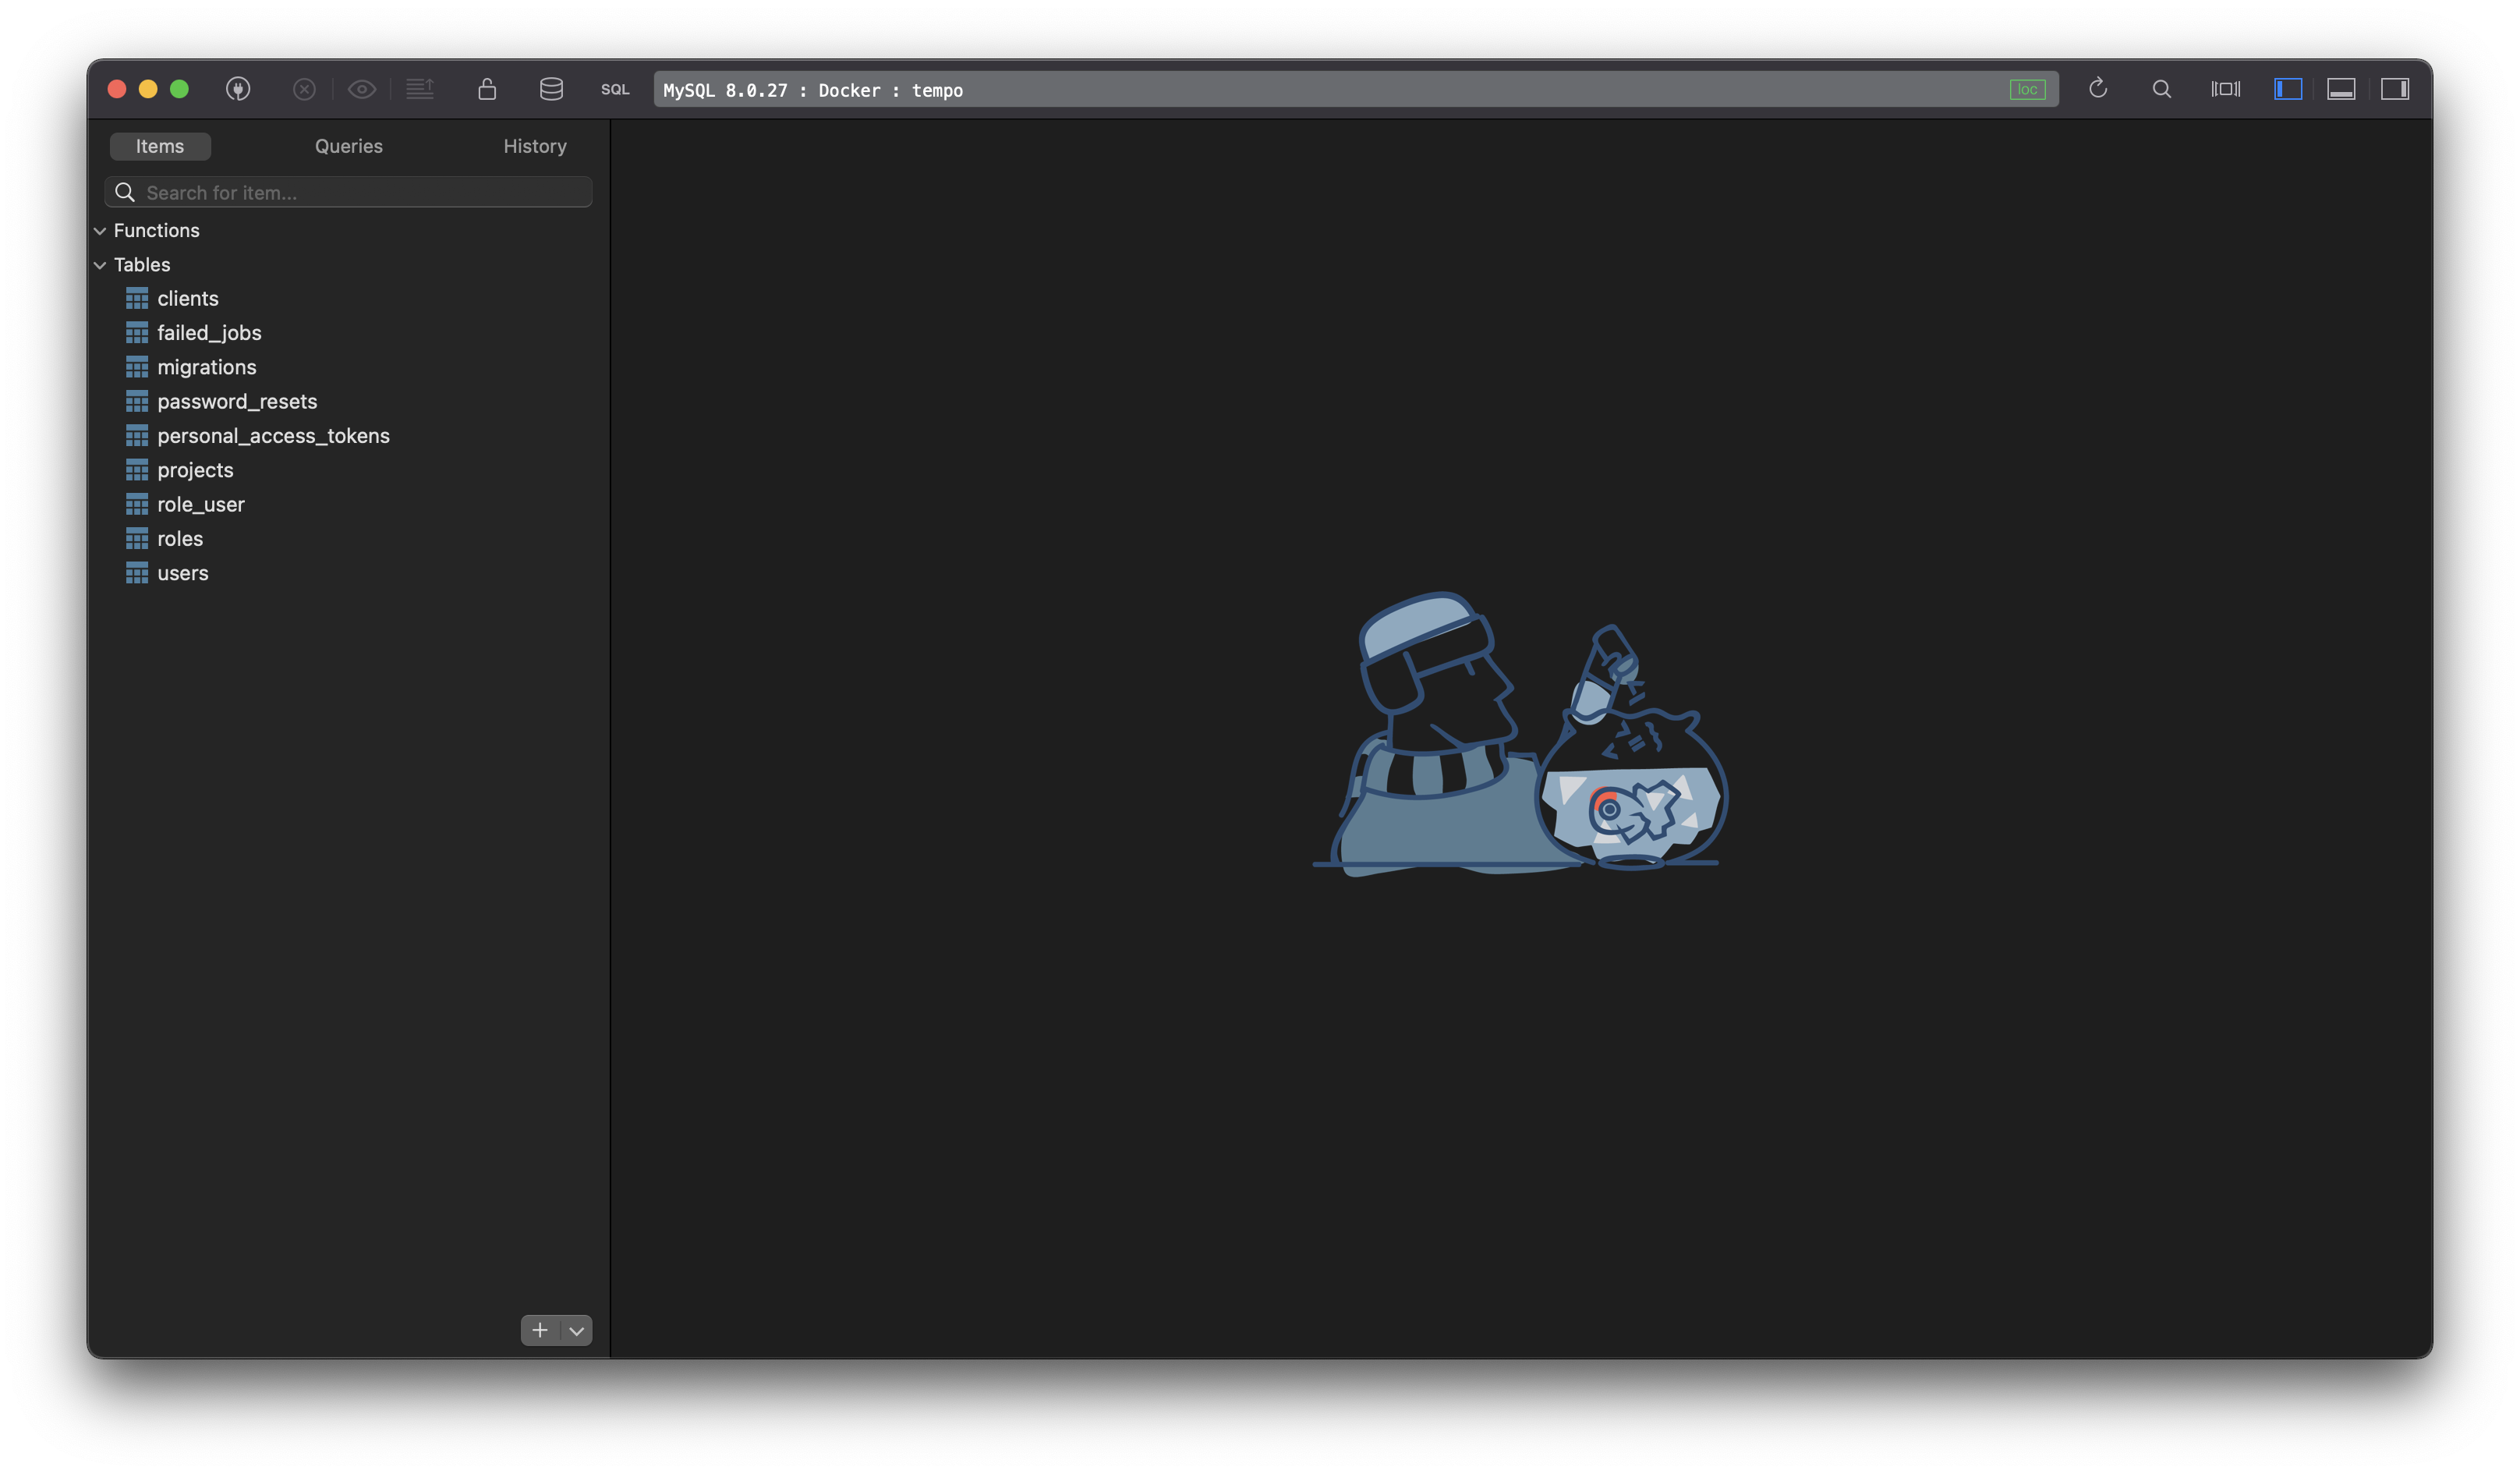 SQL
MySQL 8.0.27 : Docker : tempo
loc
Items
Queries
History
Search for item...
Functions
Tables
clients
failed_jobs
migrations
password_resets
personal_access_tokens
projects
role_user
roles
users